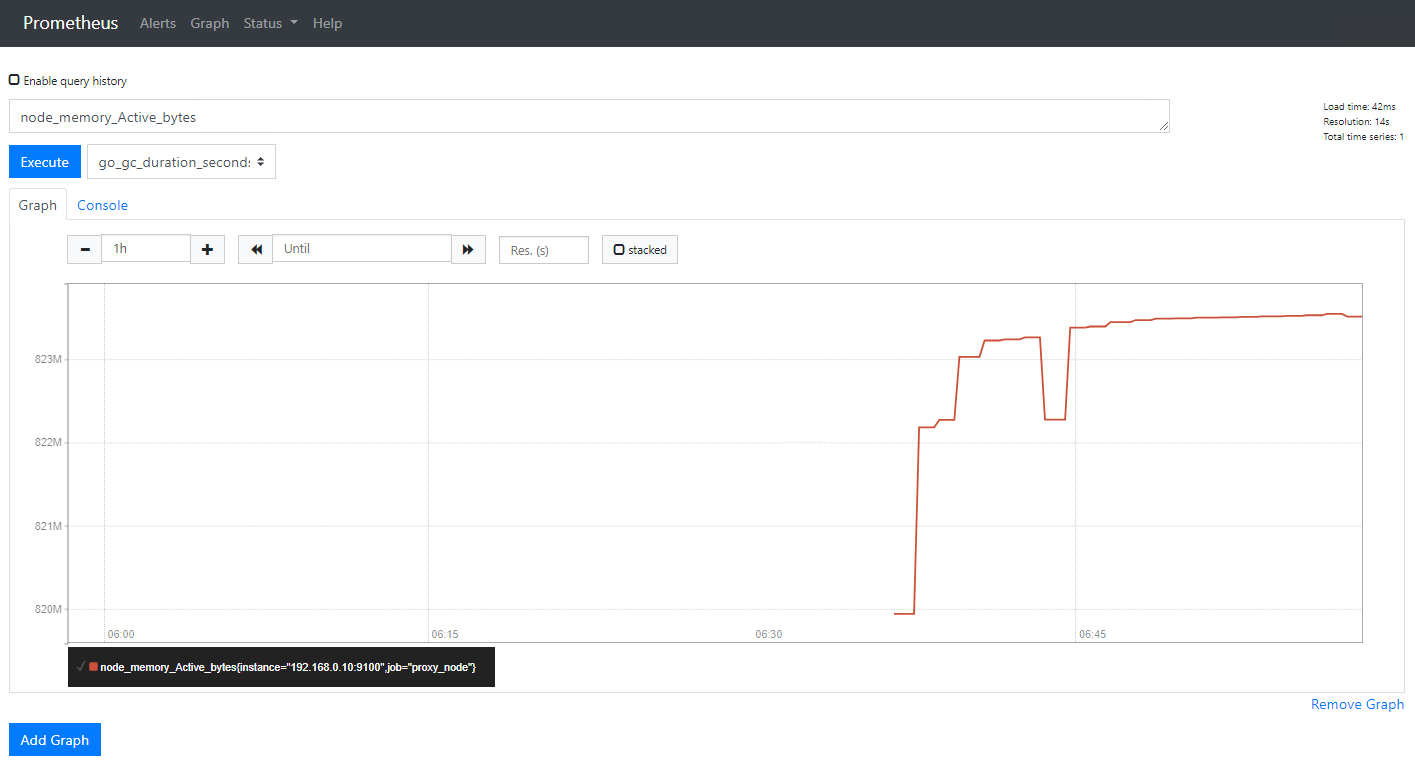 Prometheus Alerts Graph Status Help
Enable query history
node_memory_Active_bytes
Load time: 42ms
Resolution: 14s
Total time series: 1
Execute go_gc_duration_seconds
Graph Console
1h Until Res. (s) stacked
823M
822M
821M
820M
06:00 06:15 06:30 06:45
node_memory_Active_bytes{instance="192.168.0.10:9100",job="proxy_node"}
Remove Graph
Add Graph